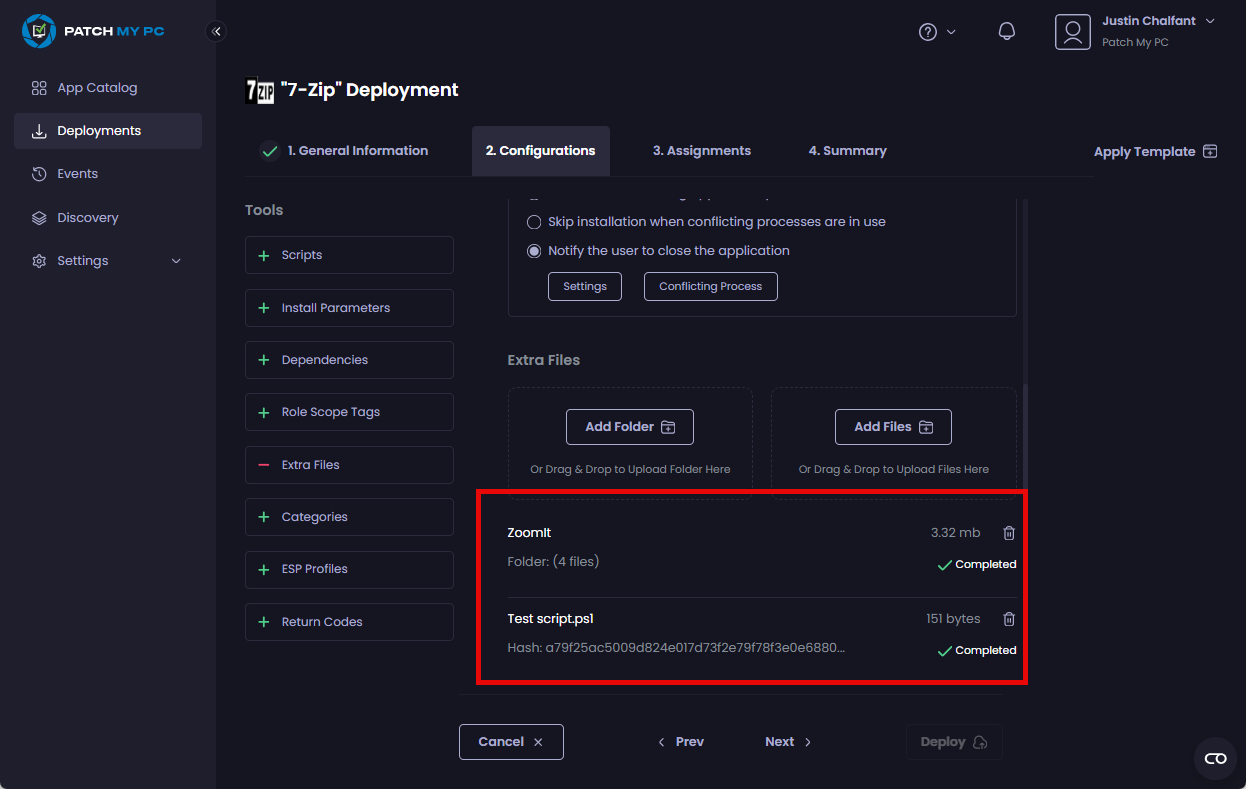 PATCH MY PC
Justin Chalfant
Patch My PC
App Catalog
Deployments
Events
Discovery
Settings
7ZIP "7-Zip" Deployment
1. General Information
2. Configurations
3. Assignments
4. Summary
Apply Template
Tools
Scripts
Install Parameters
Dependencies
Role Scope Tags
Extra Files
Categories
ESP Profiles
Return Codes
Skip installation when conflicting processes are in use
Notify the user to close the application
Settings
Conflicting Process
Extra Files
Add Folder
Or Drag & Drop to Upload Folder Here
Add Files
Or Drag & Drop to Upload Files Here
ZoomIt
3.32 mb
Folder: (4 files)
Completed
Test script.ps1
151 bytes
Hash: a79f25ac5009d824e017d73f2e79f78f3e0e6880...
Completed
Cancel
Prev
Next
Deploy